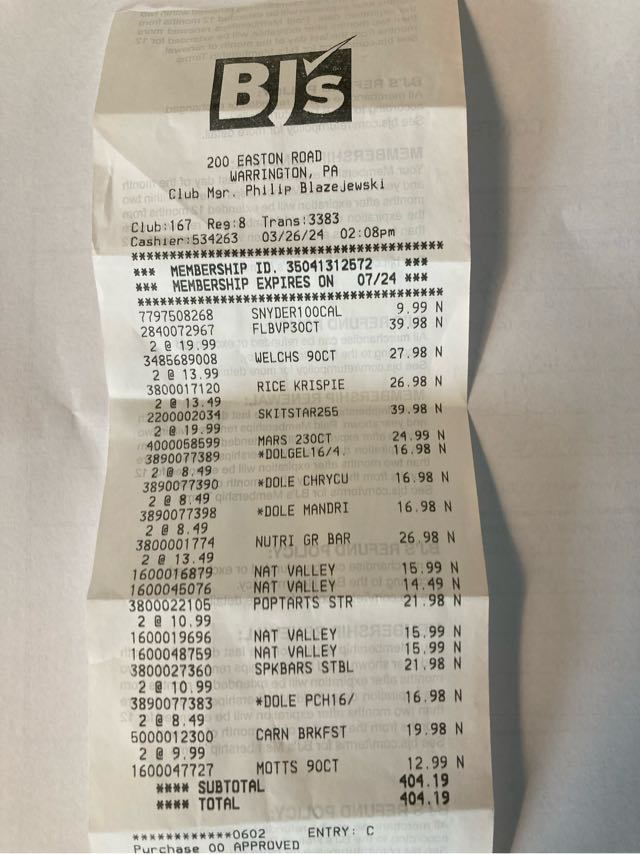 BJ's
200 EASTON ROAD
WARRINGTON, PA
Club Mgr. Philip Blazejewski
Club:167 Reg:8 Trans:3383
Cashier:534263 03/26/24 02:08pm
*******************************************
*** MEMBERSHIP ID. 35041312572 ***
*** MEMBERSHIP EXPIRES ON 07/24 ***
*******************************************
7797508268 SNYDER100CAL 9.99 N
2840072967 FLBVP30CT 39.98 N
2 @ 19.99
3485689008 WELCHS 90CT 27.98 N
2 @ 13.99
3800017120 RICE KRISPIE 26.98 N
2 @ 13.49
2200002034 SKITSTAR255 39.98 N
2 @ 19.99
4000058599 MARS 230CT 24.99 N
3890077389 *DOLGEL16/4. 16.98 N
2 @ 8.49
3890077390 *DOLE CHRYCU 16.98 N
2 @ 8.49
3890077398 *DOLE MANDRI 16.98 N
2 @ 8.49
3800001774 NUTRI GR BAR 26.98 N
2 @ 13.49
1600016879 NAT VALLEY 15.99 N
1600045076 NAT VALLEY 14.49 N
3800022105 POPTARTS STR 21.98 N
2 @ 10.99
1600019696 NAT VALLEY 15.99 N
1600048759 NAT VALLEY 15.99 N
3800027360 SPKBARS STBL 21.98 N
2 @ 10.99
3890077383 *DOLE PCH16/ 16.98 N
2 @ 8.49
5000012300 CARN BRKFST 19.98 N
2 @ 9.99
1600047727 MOTTS 90CT 12.99 N
**** SUBTOTAL 404.19
**** TOTAL 404.19
************0602 ENTRY: C
Purchase 00 APPROVED